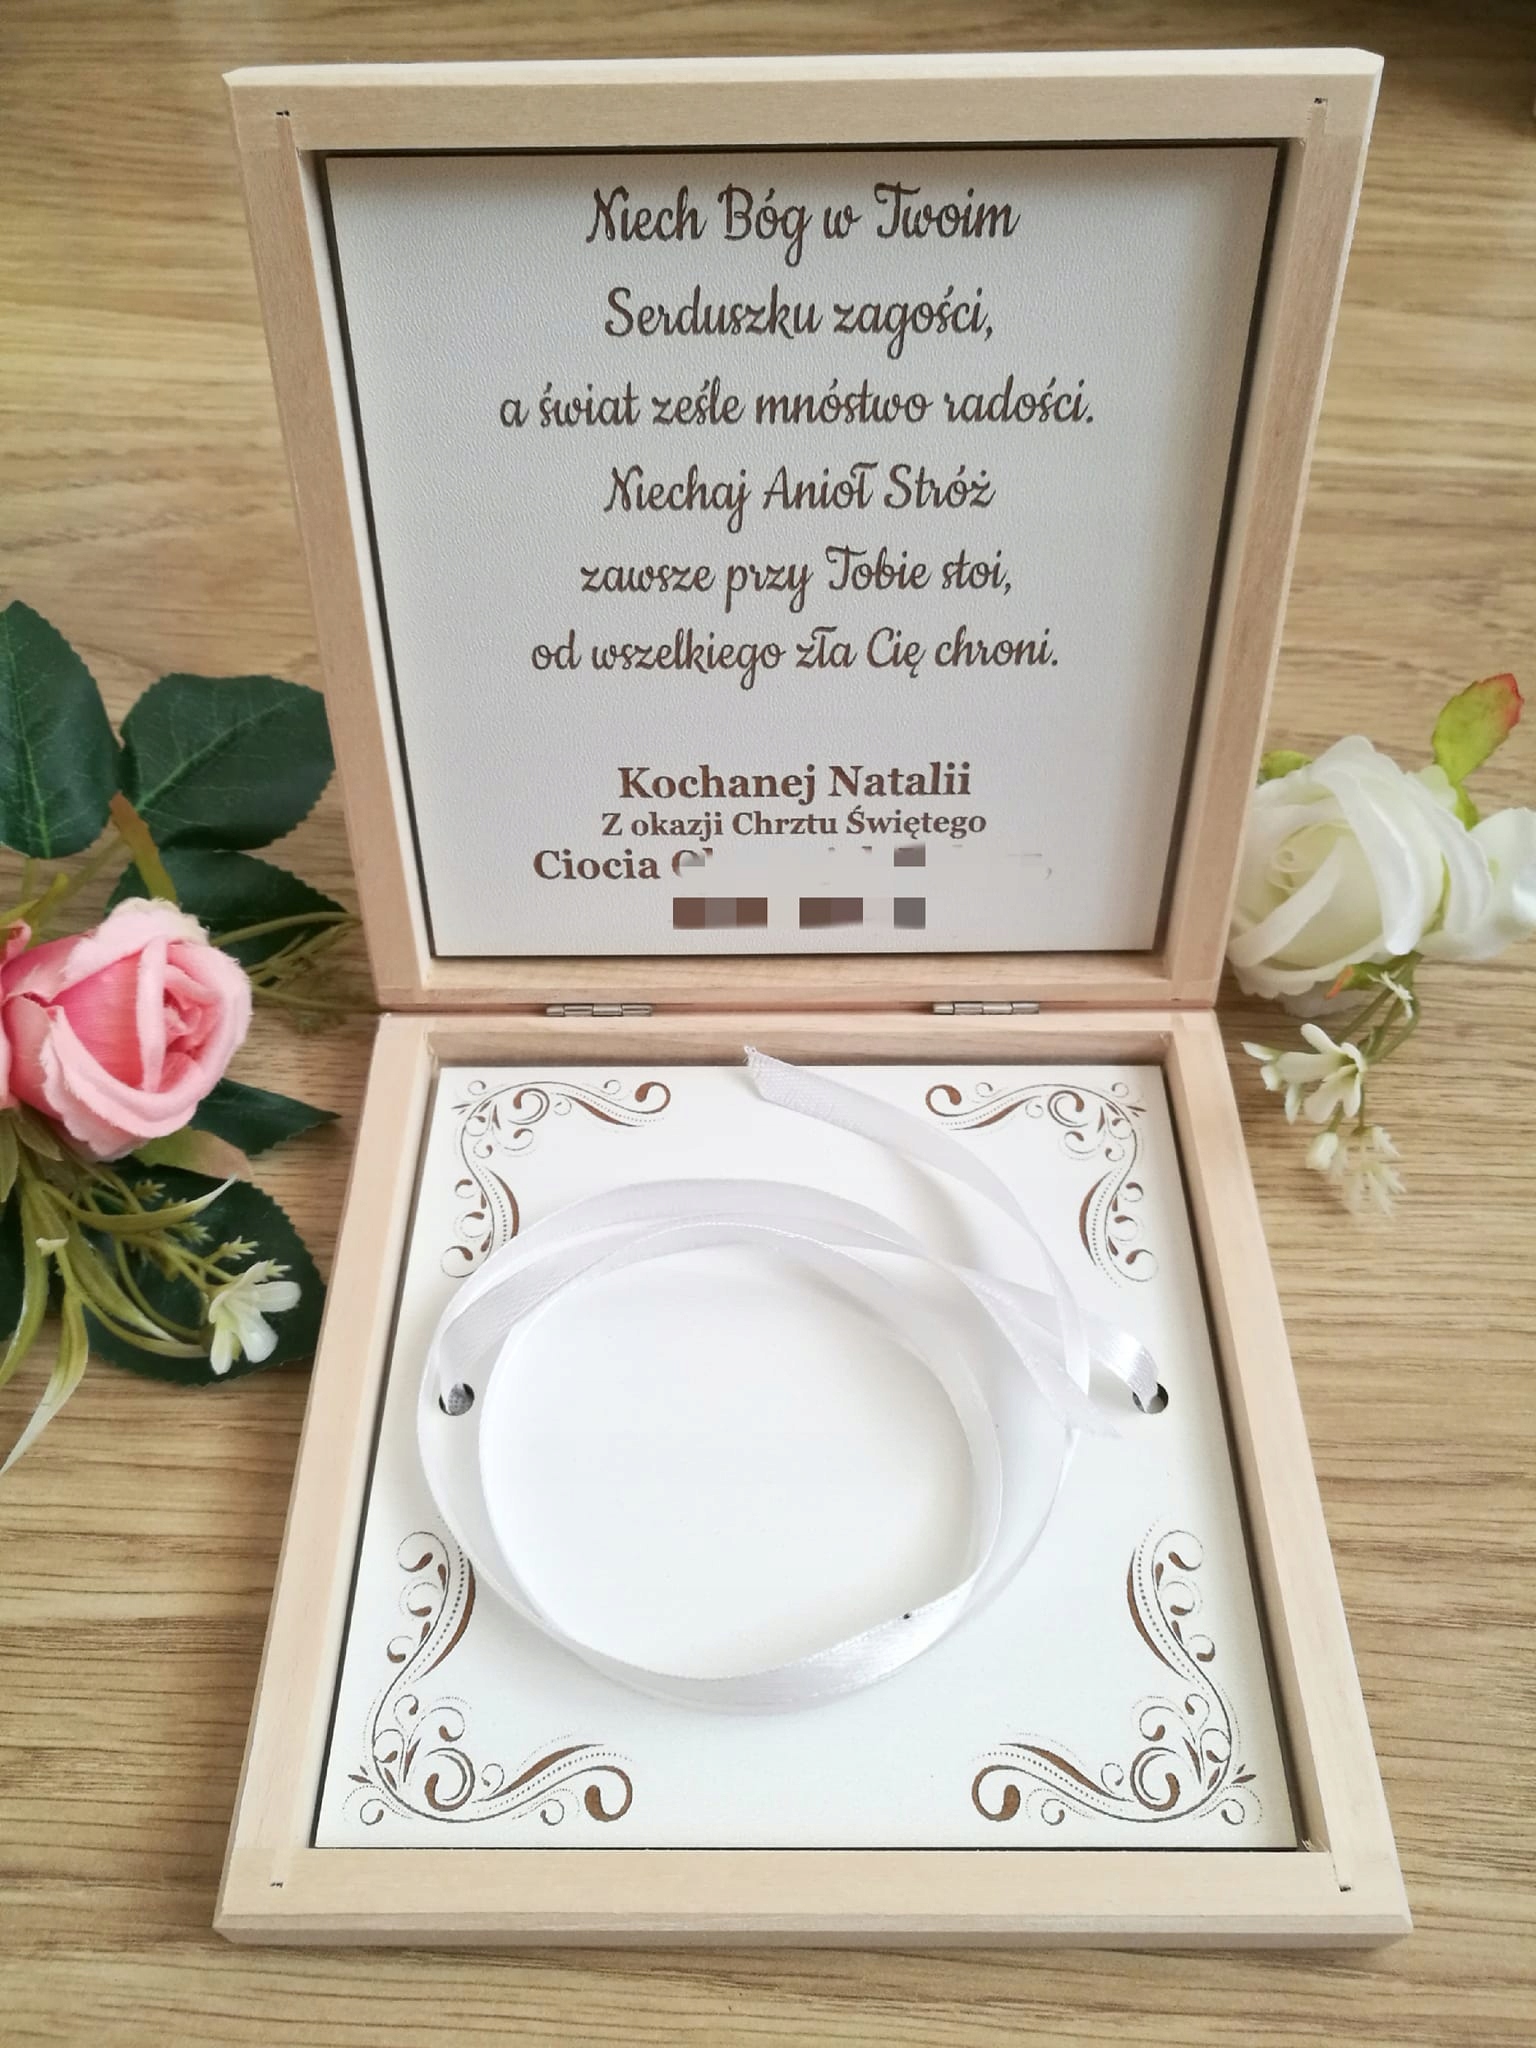 Niech Bóg w Twoim
Serduszku zagości,
a świat ześle mnóstwo radości.
Niechaj Anioł Stróż
zawsze przy Tobie stoi,
od wszelkiego zła Cię chroni.
Kochanej Natalii
Z okazji Chrztu Świętego
Ciocia